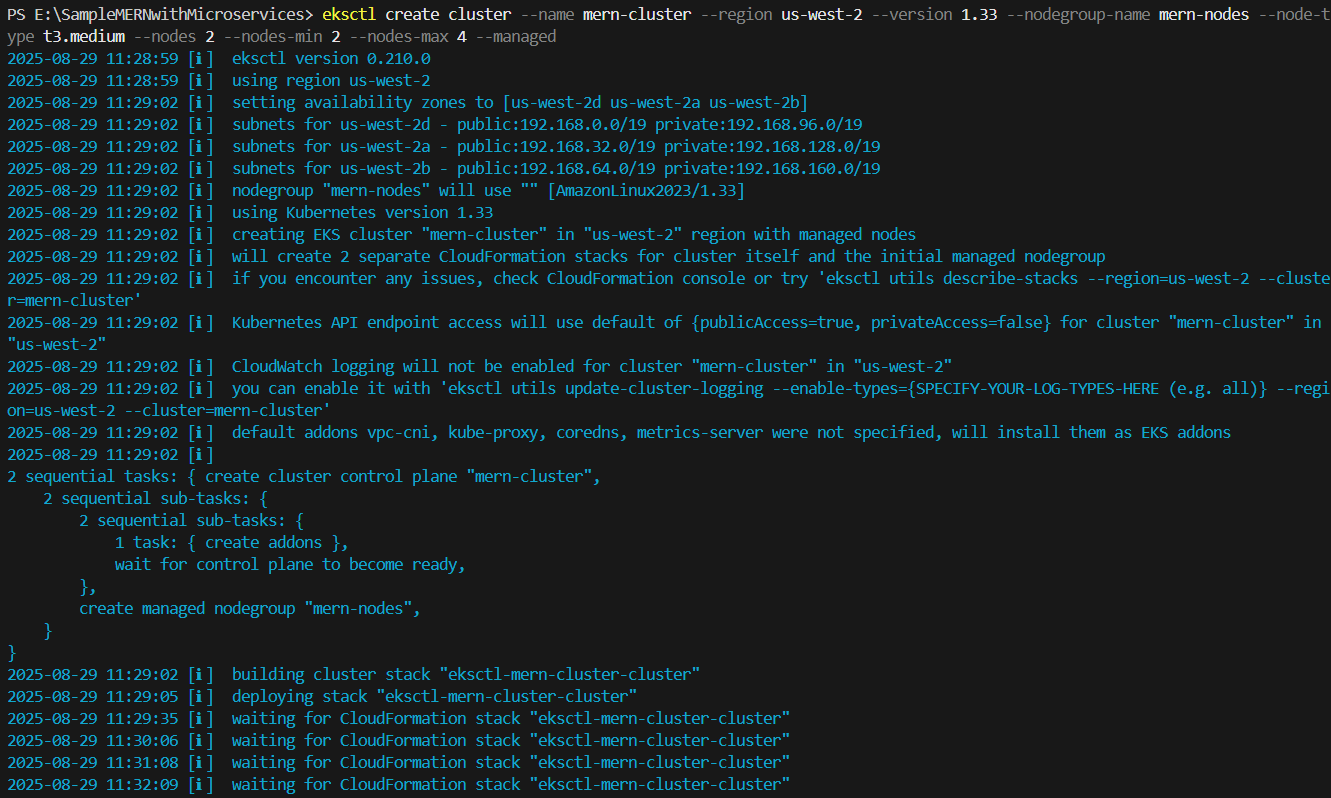 PS E:\SampleMERNwithMicroservices> eksctl create cluster --name mern-cluster --region us-west-2 --version 1.33 --nodegroup-name mern-nodes --node-t
ype t3.medium --nodes 2 --nodes-min 2 --nodes-max 4 --managed
2025-08-29 11:28:59 [ℹ]  eksctl version 0.210.0
2025-08-29 11:28:59 [ℹ]  using region us-west-2
2025-08-29 11:29:02 [ℹ]  setting availability zones to [us-west-2d us-west-2a us-west-2b]
2025-08-29 11:29:02 [ℹ]  subnets for us-west-2d - public:192.168.0.0/19 private:192.168.96.0/19
2025-08-29 11:29:02 [ℹ]  subnets for us-west-2a - public:192.168.32.0/19 private:192.168.128.0/19
2025-08-29 11:29:02 [ℹ]  subnets for us-west-2b - public:192.168.64.0/19 private:192.168.160.0/19
2025-08-29 11:29:02 [ℹ]  nodegroup "mern-nodes" will use "" [AmazonLinux2023/1.33]
2025-08-29 11:29:02 [ℹ]  using Kubernetes version 1.33
2025-08-29 11:29:02 [ℹ]  creating EKS cluster "mern-cluster" in "us-west-2" region with managed nodes
2025-08-29 11:29:02 [ℹ]  will create 2 separate CloudFormation stacks for cluster itself and the initial managed nodegroup
2025-08-29 11:29:02 [ℹ]  if you encounter any issues, check CloudFormation console or try 'eksctl utils describe-stacks --region=us-west-2 --cluste
r=mern-cluster'
2025-08-29 11:29:02 [ℹ]  Kubernetes API endpoint access will use default of {publicAccess=true, privateAccess=false} for cluster "mern-cluster" in
"us-west-2"
2025-08-29 11:29:02 [ℹ]  CloudWatch logging will not be enabled for cluster "mern-cluster" in "us-west-2"
2025-08-29 11:29:02 [ℹ]  you can enable it with 'eksctl utils update-cluster-logging --enable-types={SPECIFY-YOUR-LOG-TYPES-HERE (e.g. all)} --regi
on=us-west-2 --cluster=mern-cluster'
2025-08-29 11:29:02 [ℹ]  default addons vpc-cni, kube-proxy, coredns, metrics-server were not specified, will install them as EKS addons
2025-08-29 11:29:02 [ℹ]
2 sequential tasks: { create cluster control plane "mern-cluster",
    2 sequential sub-tasks: {
        2 sequential sub-tasks: {
            1 task: { create addons },
            wait for control plane to become ready,
        },
        create managed nodegroup "mern-nodes",
    }
}
2025-08-29 11:29:02 [ℹ]  building cluster stack "eksctl-mern-cluster-cluster"
2025-08-29 11:29:05 [ℹ]  deploying stack "eksctl-mern-cluster-cluster"
2025-08-29 11:29:35 [ℹ]  waiting for CloudFormation stack "eksctl-mern-cluster-cluster"
2025-08-29 11:30:06 [ℹ]  waiting for CloudFormation stack "eksctl-mern-cluster-cluster"
2025-08-29 11:31:08 [ℹ]  waiting for CloudFormation stack "eksctl-mern-cluster-cluster"
2025-08-29 11:32:09 [ℹ]  waiting for CloudFormation stack "eksctl-mern-cluster-cluster"